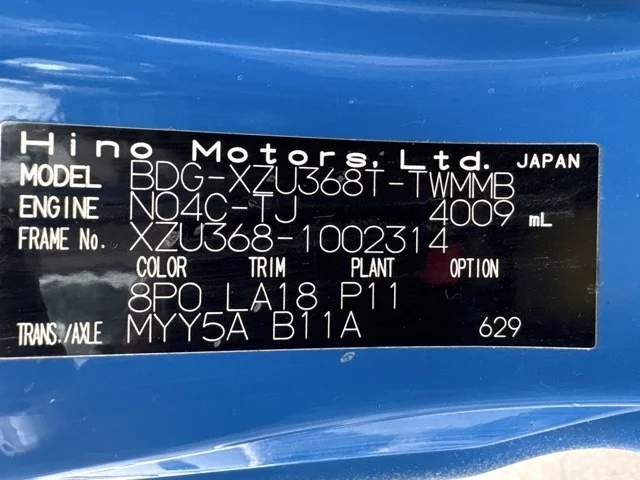 Hino Motors, Ltd. JAPAN
MODEL BDG-XZU368T-TWMMB
ENGINE N04C-TJ 4009 mL
FRAME No. XZU368-1002314
COLOR TRIM PLANT OPTION
8P0 LA18 P11
TRANS./AXLE MYY5A B11A 629